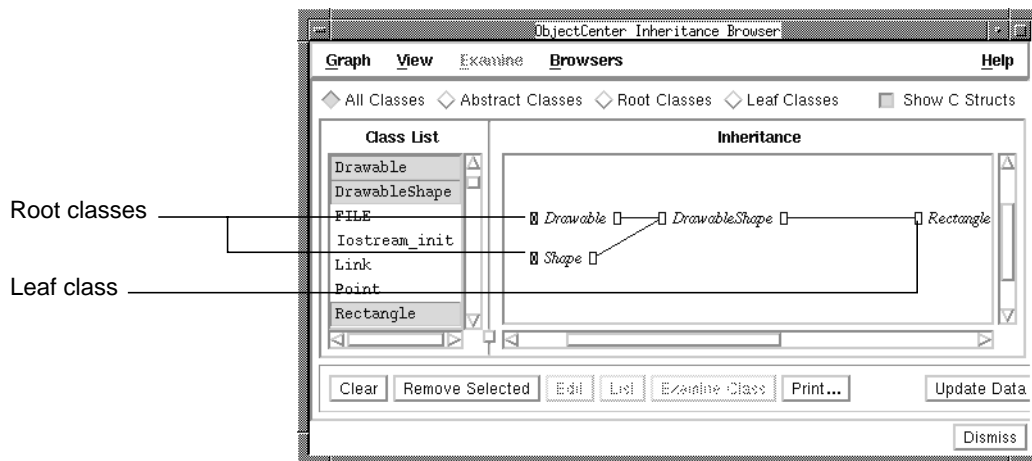 ObjectCenter Inheritance Browser
Graph View Examine Browsers Help
All Classes Abstract Classes Root Classes Leaf Classes Show C Structs
Class List Inheritance
Drawable
DrawableShape
Root classes FILE Drawable DrawableShape Rectangle
Iostream_init
Link Shape
Leaf class Point
Rectangle
Clear Remove Selected Edit List Examine Class Print... Update Data
Dismiss